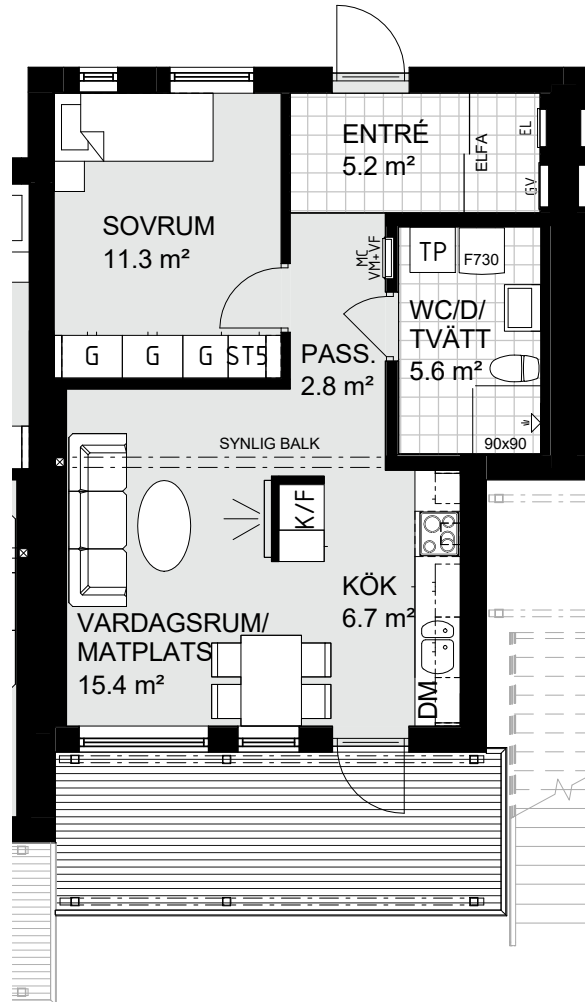 ENTRÉ
5.2 m²
ELFA
EL
GV
SOVRUM
11.3 m²
MC
VM+VF
TP
F730
WC/D/
TVÄTT
5.6 m²
G
G
G
ST5
PASS.
2.8 m²
90x90
SYNLIG BALK
K/F
KÖK
6.7 m²
VARDAGSRUM/
MATPLATS
15.4 m²
DM